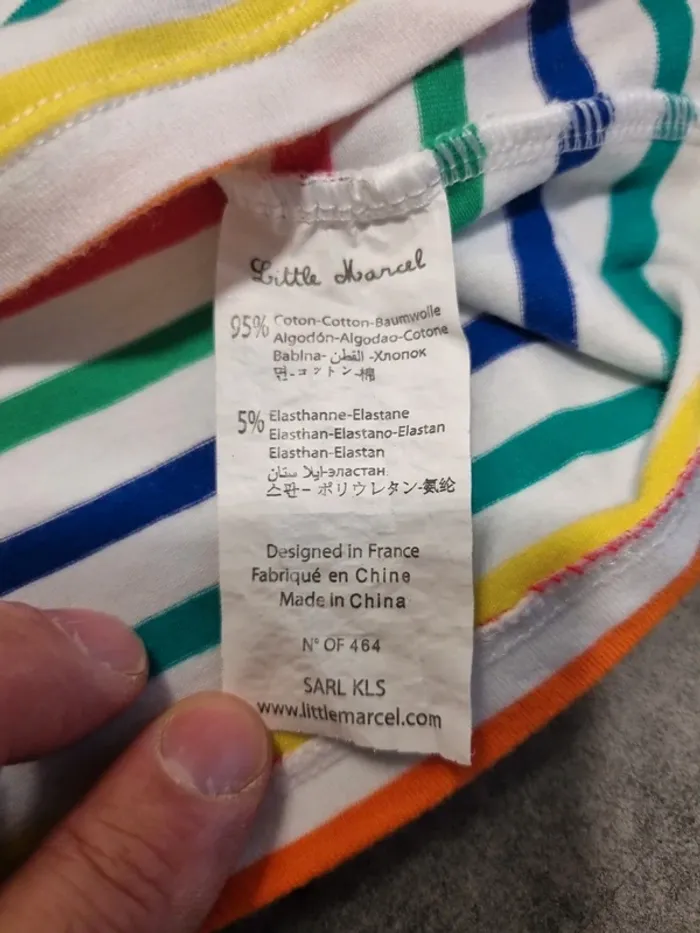 Little Marcel
95% Coton-Cotton-Baumwolle
Algodón-Algodao-Cotone
Bablna- القطن -Хлопок
면-コットン-棉
5% Elasthanne-Elastane
Elasthan-Elastano-Elastan
Elasthan-Elastan
ايلا ستان-эластан
스판- ポリウレタン-氨纶
Designed in France
Fabriqué en Chine
Made in China
N° OF 464
SARL KLS
www.littlemarcel.com